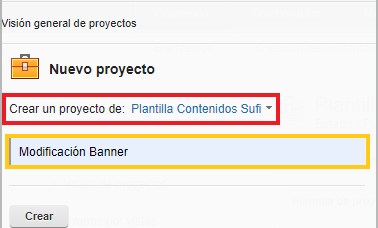 Visión general de proyectos
Nuevo proyecto
Crear un proyecto de: Plantilla Contenidos Sufi
Modificación Banner
Crear